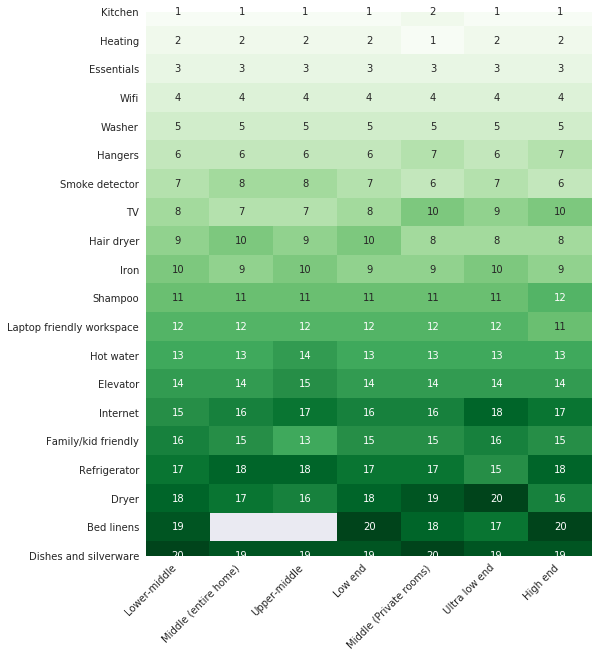 Kitchen 1 1 1 1 2 1 1
Heating 2 2 2 2 1 2 2
Essentials 3 3 3 3 3 3 3
Wifi 4 4 4 4 4 4 4
Washer 5 5 5 5 5 5 5
Hangers 6 6 6 6 7 6 7
Smoke detector 7 8 8 7 6 7 6
TV 8 7 7 8 10 9 10
Hair dryer 9 10 9 10 8 8 8
Iron 10 9 10 9 9 10 9
Shampoo 11 11 11 11 11 11 12
Laptop friendly workspace 12 12 12 12 12 12 11
Hot water 13 13 14 13 13 13 13
Elevator 14 14 15 14 14 14 14
Internet 15 16 17 16 16 18 17
Family/kid friendly 16 15 13 15 15 16 15
Refrigerator 17 18 18 17 17 15 18
Dryer 18 17 16 18 19 20 16
Bed linens 19 20 18 17 20
Dishes and silverware 20 19 19 19 20 19 19
Lower-middle
Middle (entire home)
Upper-middle
Low end
Middle (Private rooms)
Ultra low end
High end